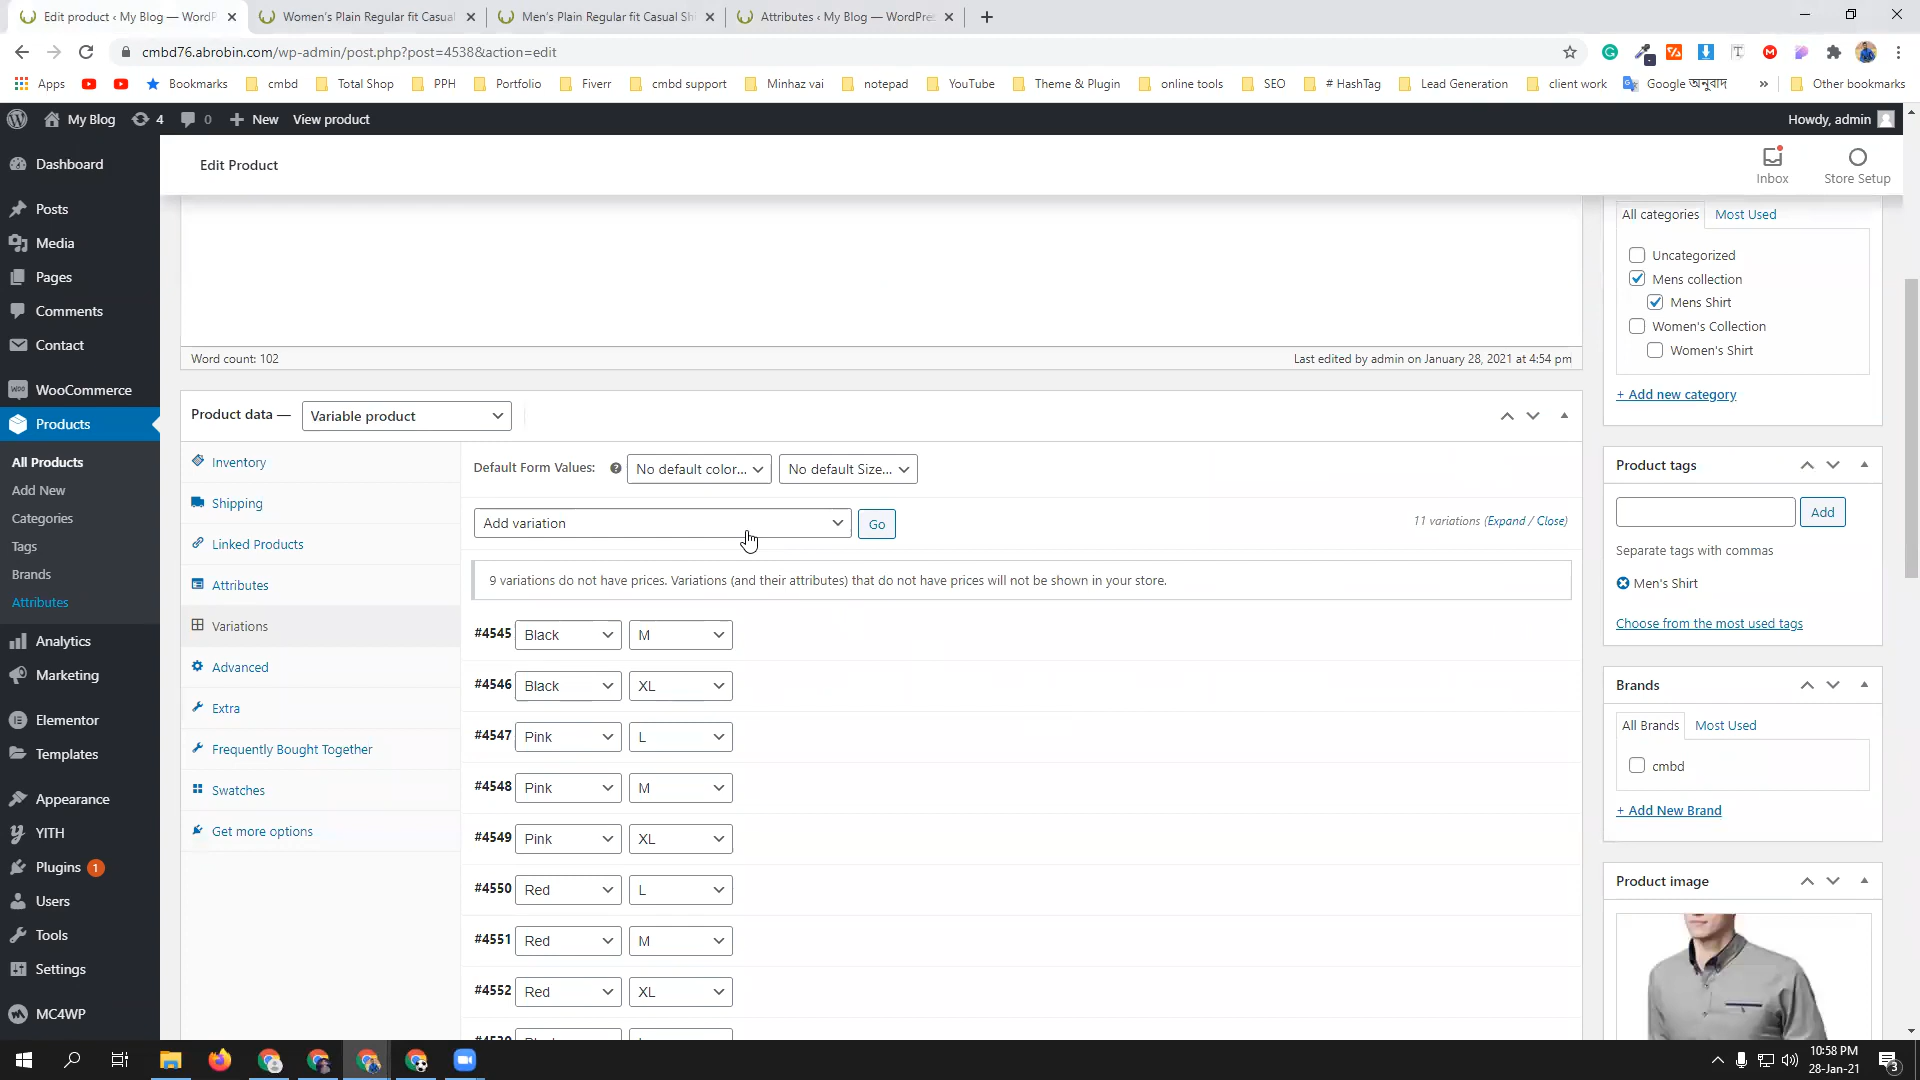 Edit product ‹ My Blog — WordP
Women's Plain Regular fit Casual
Men's Plain Regular fit Casual Shi
Attributes ‹ My Blog — WordPre
cmbd76.abrobin.com/wp-admin/post.php?post=4538&action=edit
Apps Bookmarks cmbd Total Shop PPH Portfolio Fiverr cmbd support Minhaz vai notepad YouTube Theme & Plugin online tools SEO # HashTag Lead Generation client work Google অনুবাদ » Other bookmarks
My Blog 4 0 New View product Howdy, admin
Dashboard
Posts
Media
Pages
Comments
Contact
WooCommerce
Products
All Products
Add New
Categories
Tags
Brands
Attributes
Analytics
Marketing
Elementor
Templates
Appearance
YITH
Plugins 1
Users
Tools
Settings
MC4WP
Edit Product
Inbox
Store Setup
Word count: 102
Last edited by admin on January 28, 2021 at 4:54 pm
Product data — Variable product
Inventory
Shipping
Linked Products
Attributes
Variations
Advanced
Extra
Frequently Bought Together
Swatches
Get more options
Default Form Values: No default color... No default Size...
Add variation Go
11 variations (Expand / Close)
9 variations do not have prices. Variations (and their attributes) that do not have prices will not be shown in your store.
#4545 Black M
#4546 Black XL
#4547 Pink L
#4548 Pink M
#4549 Pink XL
#4550 Red L
#4551 Red M
#4552 Red XL
All categories Most Used
Uncategorized
Mens collection
Mens Shirt
Women's Collection
Women's Shirt
+ Add new category
Product tags
Add
Separate tags with commas
Men's Shirt
Choose from the most used tags
Brands
All Brands Most Used
cmbd
+ Add New Brand
Product image
10:58 PM
28-Jan-21
3